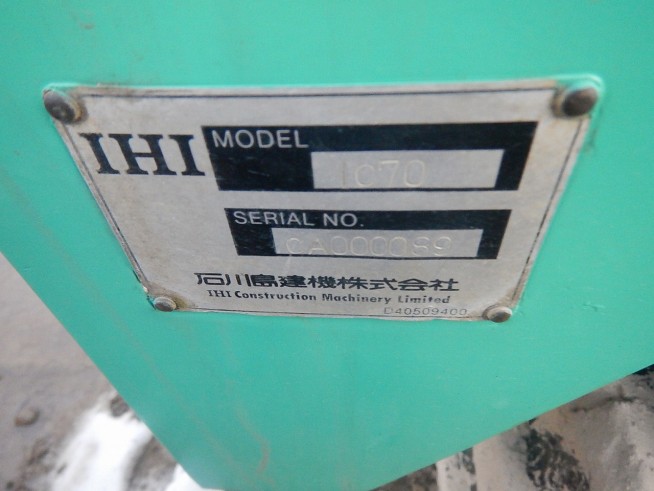 IHI MODEL
IC70
SERIAL NO.
CA000089
石川島建機株式会社
IHI Construction Machinery Limited
D40509400